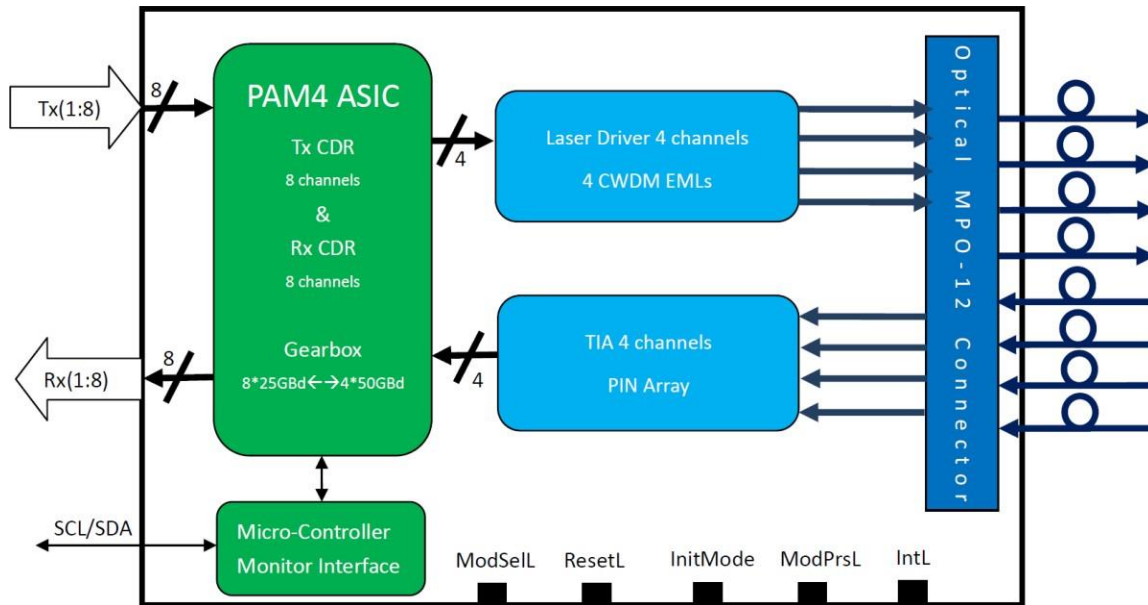 Tx(1:8)
8
PAM4 ASIC
Tx CDR
8 channels
&
Rx CDR
8 channels
Gearbox
8*25GBd←→4*50GBd
4
Laser Driver 4 channels
4 CWDM EMLs
Optical MPO-12 Connector
TIA 4 channels
PIN Array
4
8
Rx(1:8)
SCL/SDA
Micro-Controller
Monitor Interface
ModSelL
ResetL
InitMode
ModPrsL
IntL